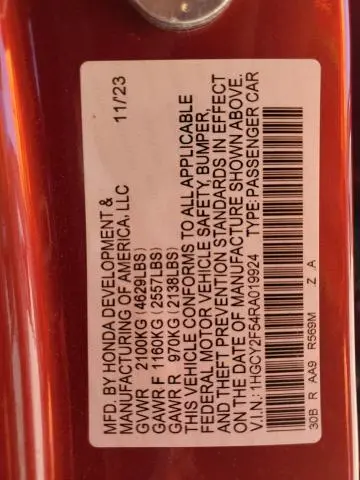 MFD. BY HONDA DEVELOPMENT & 11/23
MANUFACTURING OF AMERICA, LLC
GVWR 2100KG (4629LBS)
GAWR F 1160KG (2557LBS)
GAWR R 970KG (2138LBS)
THIS VEHICLE CONFORMS TO ALL APPLICABLE
FEDERAL MOTOR VEHICLE SAFETY, BUMPER,
AND THEFT PREVENTION STANDARDS IN EFFECT
ON THE DATE OF MANUFACTURE SHOWN ABOVE.
V.I.N.: 1HGCY2F54RA019924 TYPE: PASSENGER CAR
30B R AA9 R569M Z A